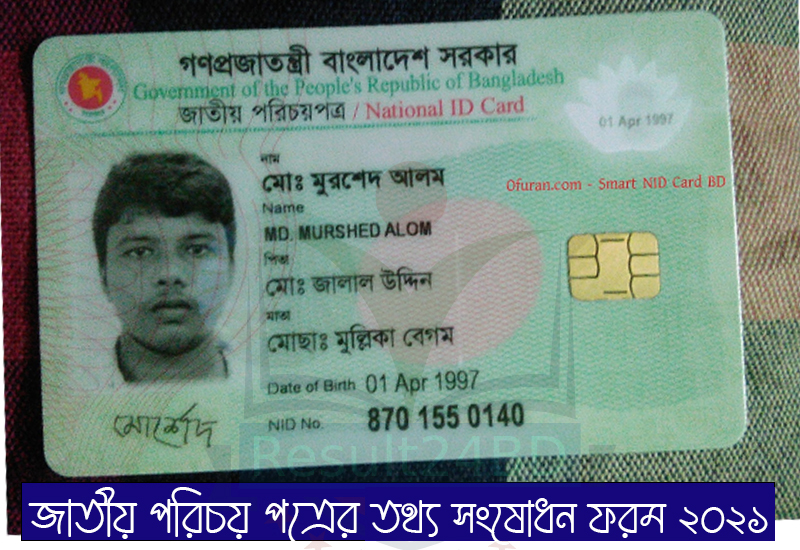 গণপ্রজাতন্ত্রী বাংলাদেশ সরকার
Government of the People's Republic of Bangladesh
জাতীয় পরিচয়পত্র / National ID Card
01 Apr 1997
নাম
মোঃ মুরশেদ আলম
Ofuran.com - Smart NID Card BD
Name
MD. MURSHED ALOM
পিতা
মোঃ জালাল উদ্দিন
মাতা
মোছাঃ মুল্লিকা বেগম
Date of Birth 01 Apr 1997
NID No. 870 155 0140
মোর্শেদ
Result24BD
জাতীয় পরিচয় পত্রের তথ্য সংষোধন ফরম ২০২১